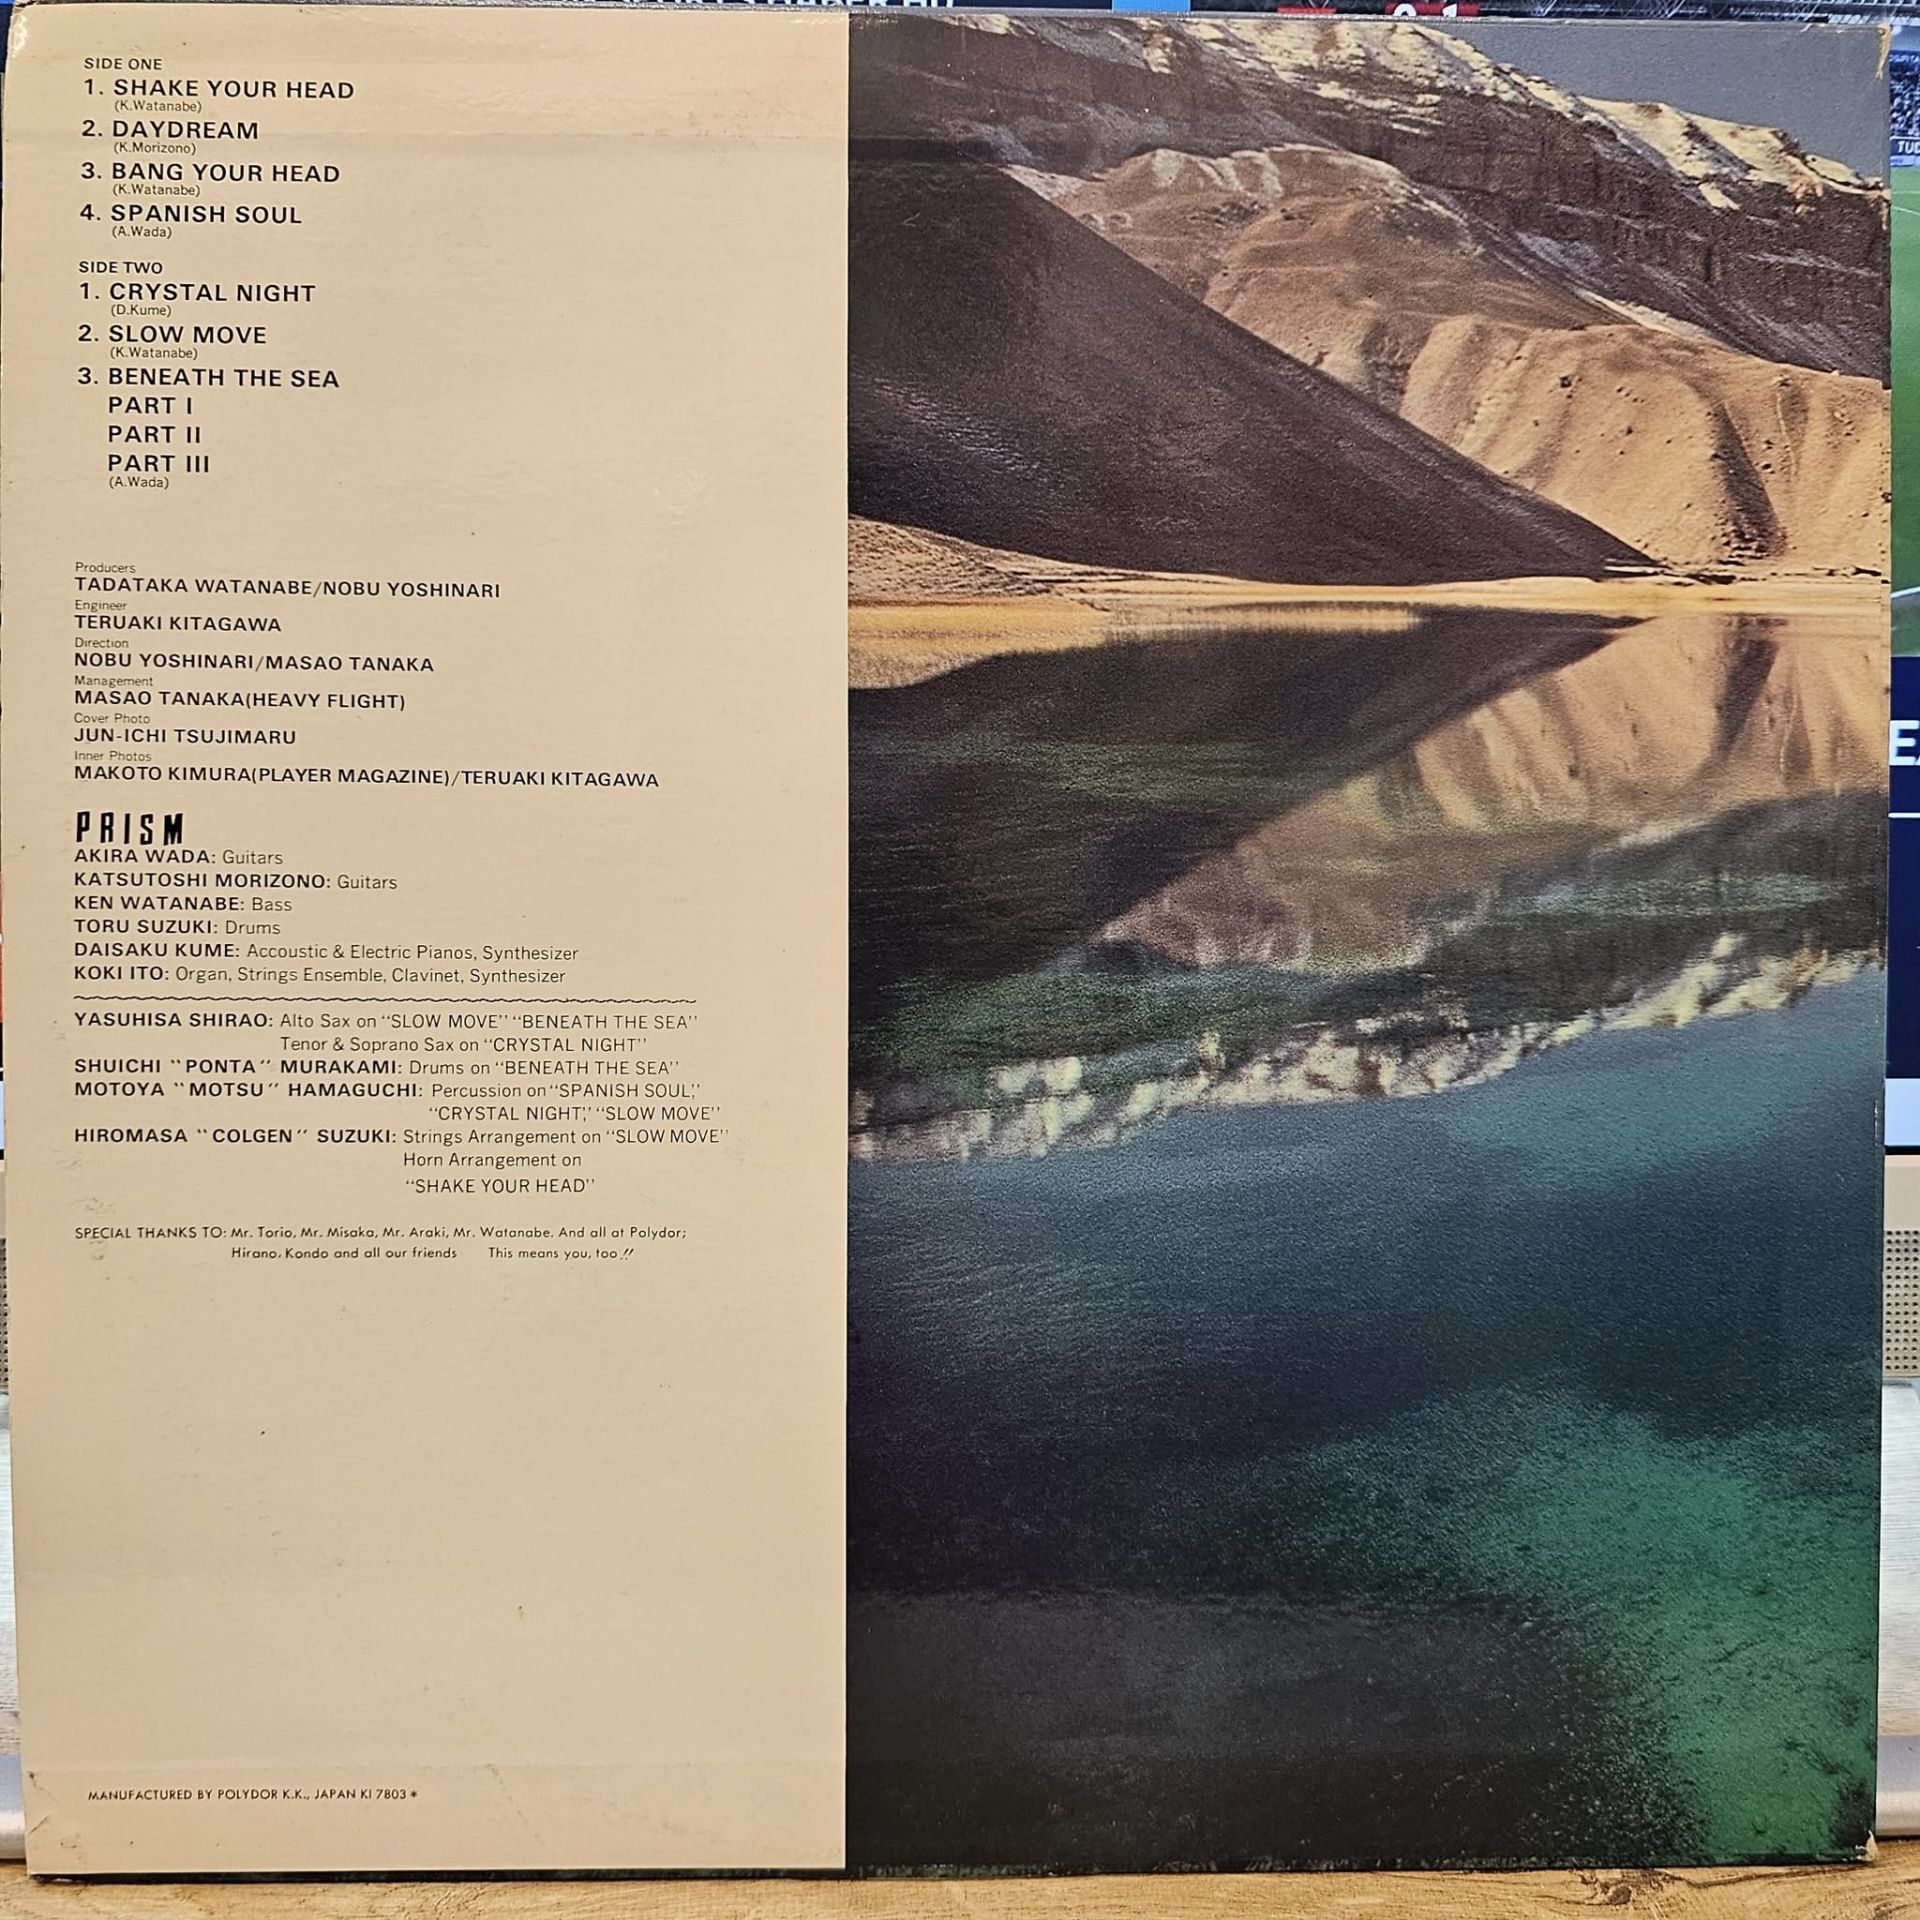 SIDE ONE
1. SHAKE YOUR HEAD
(K.Watanabe)
2. DAYDREAM
(K.Morizono)
3. BANG YOUR HEAD
(K.Watanabe)
4. SPANISH SOUL
(A.Wada)
SIDE TWO
1. CRYSTAL NIGHT
(D.Kume)
2. SLOW MOVE
(K.Watanabe)
3. BENEATH THE SEA
PART I
PART II
PART III
(A.Wada)
Producers
TADATAKA WATANABE/NOBU YOSHINARI
Engineer
TERUAKI KITAGAWA
Direction
NOBU YOSHINARI/MASAO TANAKA
Management
MASAO TANAKA(HEAVY FLIGHT)
Cover Photo
JUN-ICHI TSUJIMARU
Inner Photos
MAKOTO KIMURA(PLAYER MAGAZINE)/TERUAKI KITAGAWA
PRISM
AKIRA WADA: Guitars
KATSUTOSHI MORIZONO: Guitars
KEN WATANABE: Bass
TORU SUZUKI: Drums
DAISAKU KUME: Accoustic & Electric Pianos, Synthesizer
KOKI ITO: Organ, Strings Ensemble, Clavinet, Synthesizer
YASUHISA SHIRAO: Alto Sax on "SLOW MOVE" "BENEATH THE SEA"
Tenor & Soprano Sax on "CRYSTAL NIGHT"
SHUICHI "PONTA" MURAKAMI: Drums on "BENEATH THE SEA"
MOTOYA "MOTSU" HAMAGUCHI: Percussion on "SPANISH SOUL,"
"CRYSTAL NIGHT," "SLOW MOVE"
HIROMASA "COLGEN" SUZUKI: Strings Arrangement on "SLOW MOVE"
Horn Arrangement on
"SHAKE YOUR HEAD"
SPECIAL THANKS TO: Mr. Torio, Mr. Misaka, Mr. Araki, Mr. Watanabe. And all at Polydor;
Hirano, Kondo and all our friends This means you, too!!
MANUFACTURED BY POLYDOR K.K., JAPAN KI 7803 *